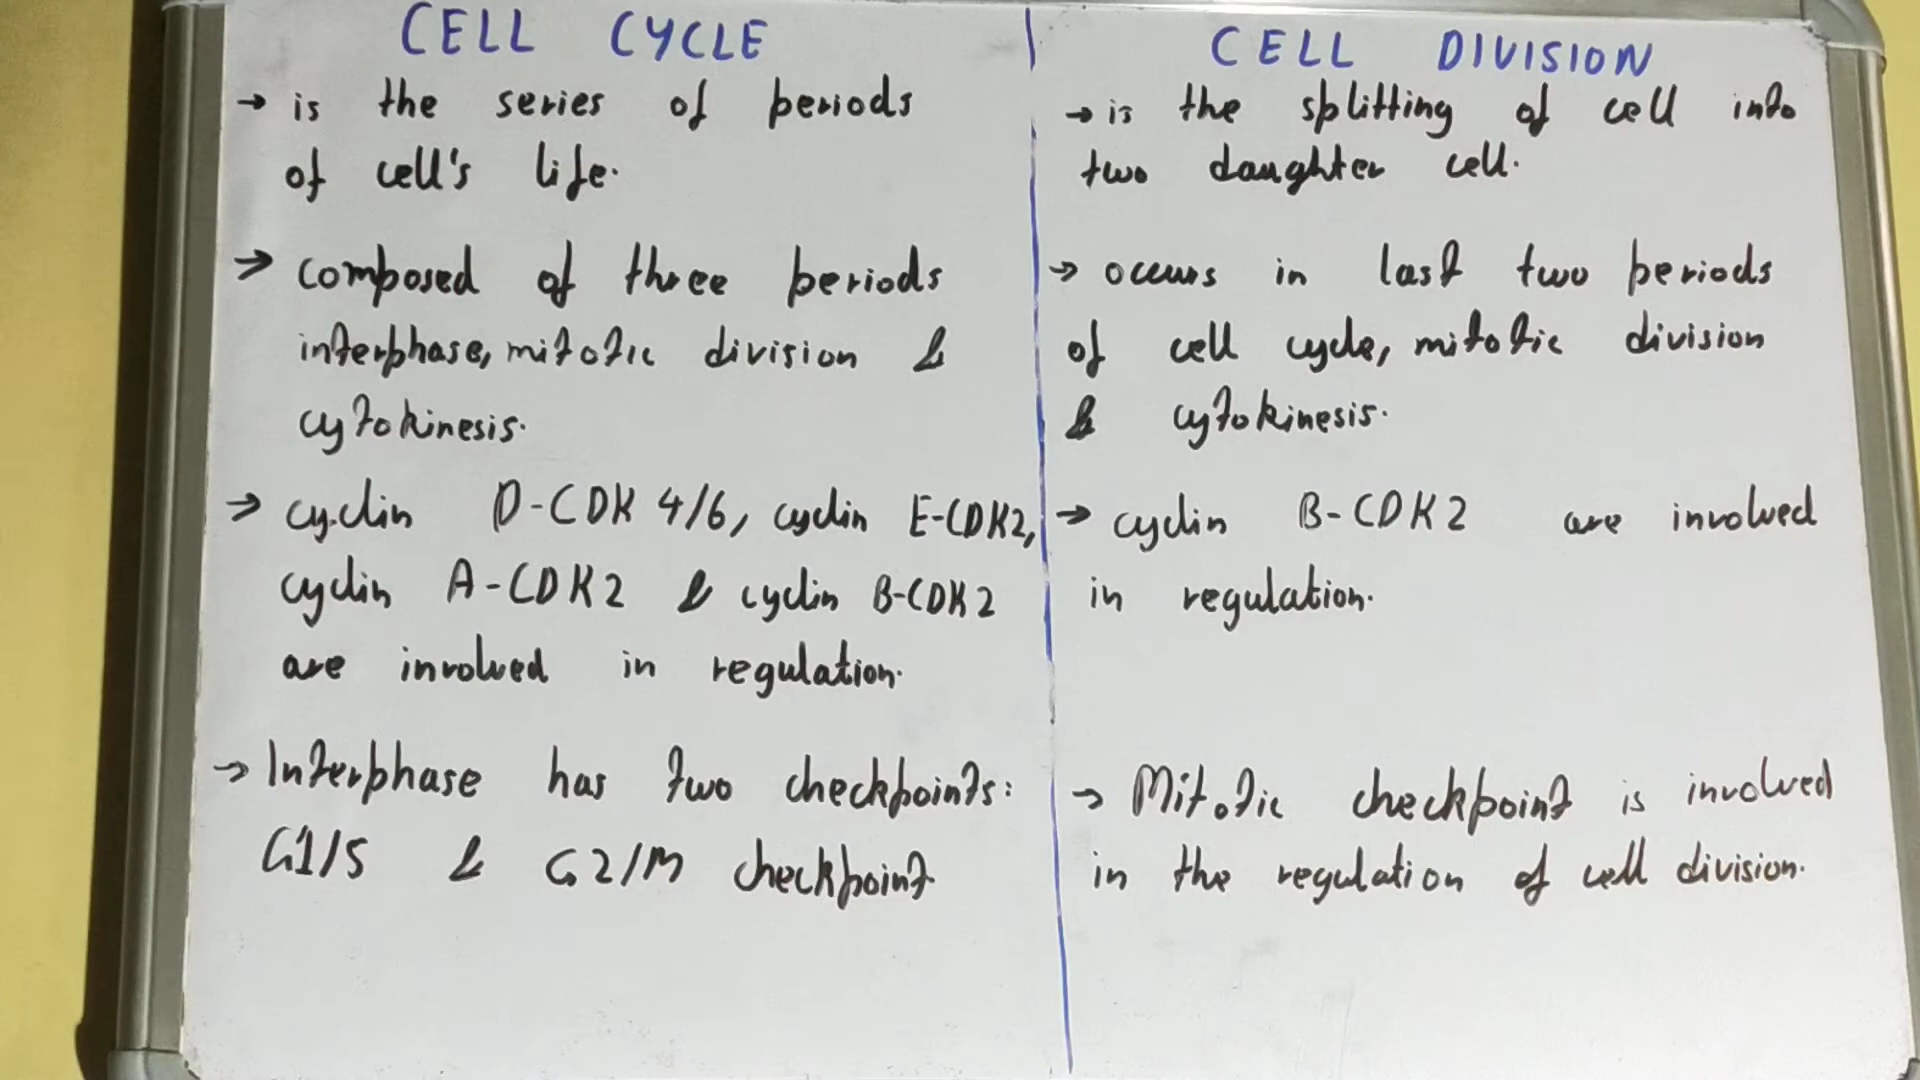 CELL CYCLE
→ is the series of periods
of cell's life.
→ composed of three periods
interphase, mitotic division &
cytokinesis.
→ cyclin D-CDK 4/6, cyclin E-CDK2,
cyclin A-CDK2 & cyclin B-CDK2
are involved in regulation.
→ Interphase has two checkpoints:
G1/S & G2/M checkpoint.
CELL DIVISION
→ is the splitting of cell into
two daughter cell.
→ occurs in last two periods
of cell cycle, mitotic division
& cytokinesis.
→ cyclin B-CDK2 are involved
in regulation.
→ Mitotic checkpoint is involved
in the regulation of cell division.